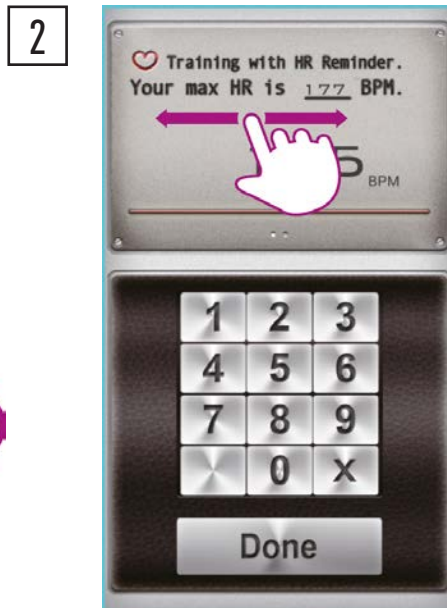 2
Training with HR Reminder.
Your max HR is 177 BPM.
5
BPM
1 2 3
4 5 6
7 8 9
0 X
Done